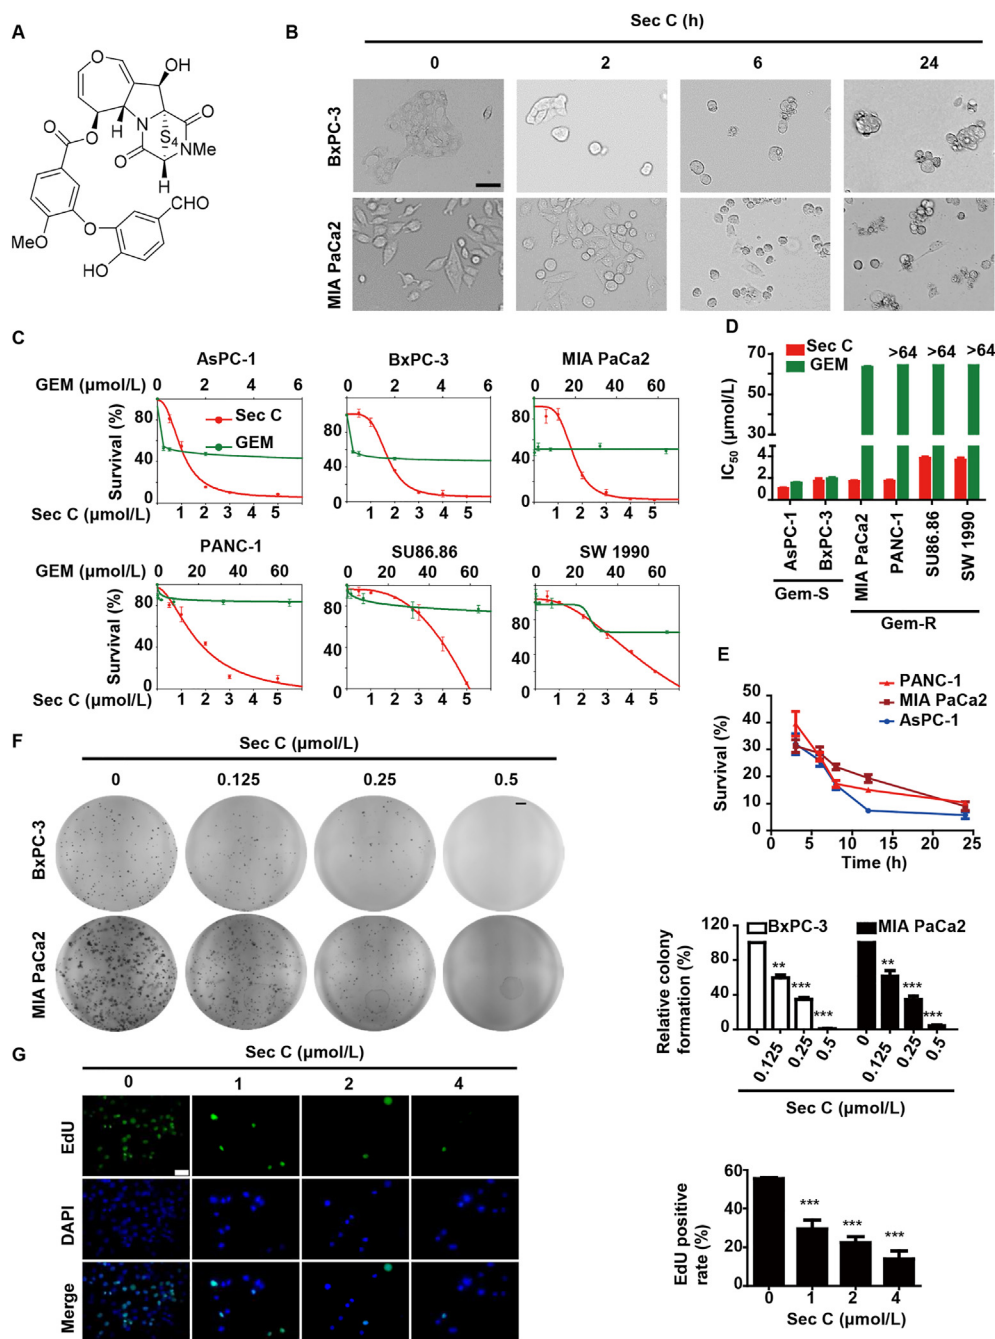 A
O
OH
O
H
N
O
S4
O
O
NMe
H
O
CHO
MeO
O
HO
B
Sec C (h)
0 2 6 24
BxPC-3
MIA PaCa2
C
AsPC-1 BxPC-3 MIA PaCa2
GEM (μmol/L) 0 2 4 6 0 2 4 6 0 20 40 60
Survival (%)
80
40
0
Sec C
GEM
80
40
0
80
40
0
Sec C (μmol/L) 1 2 3 4 5 1 2 3 4 5 1 2 3 4 5
PANC-1 SU86.86 SW 1990
GEM (μmol/L) 0 20 40 60 0 20 40 60 0 20 40 60
Survival (%)
80
40
0
80
40
0
80
40
0
Sec C (μmol/L) 1 2 3 4 5 1 2 3 4 5 1 2 3 4 5
D
Sec C
GEM
>64 >64 >64
IC50 (μmol/L)
70
50
30
4
2
0
AsPC-1 BxPC-3 MIA PaCa2 PANC-1 SU86.86 SW 1990
Gem-S
Gem-R
E
PANC-1
MIA PaCa2
AsPC-1
Survival (%)
50
40
30
20
10
0
0 5 10 15 20 25
Time (h)
F
Sec C (μmol/L)
0 0.125 0.25 0.5
BxPC-3
MIA PaCa2
BxPC-3 MIA PaCa2
Relative colony
formation (%)
120
80
40
0
** *** *** ** *** ***
0 0.125 0.25 0.5 0 0.125 0.25 0.5
Sec C (μmol/L)
G
Sec C (μmol/L)
0 1 2 4
EdU
DAPI
Merge
EdU positive
rate (%)
60
40
20
0
*** *** ***
0 1 2 4
Sec C (μmol/L)